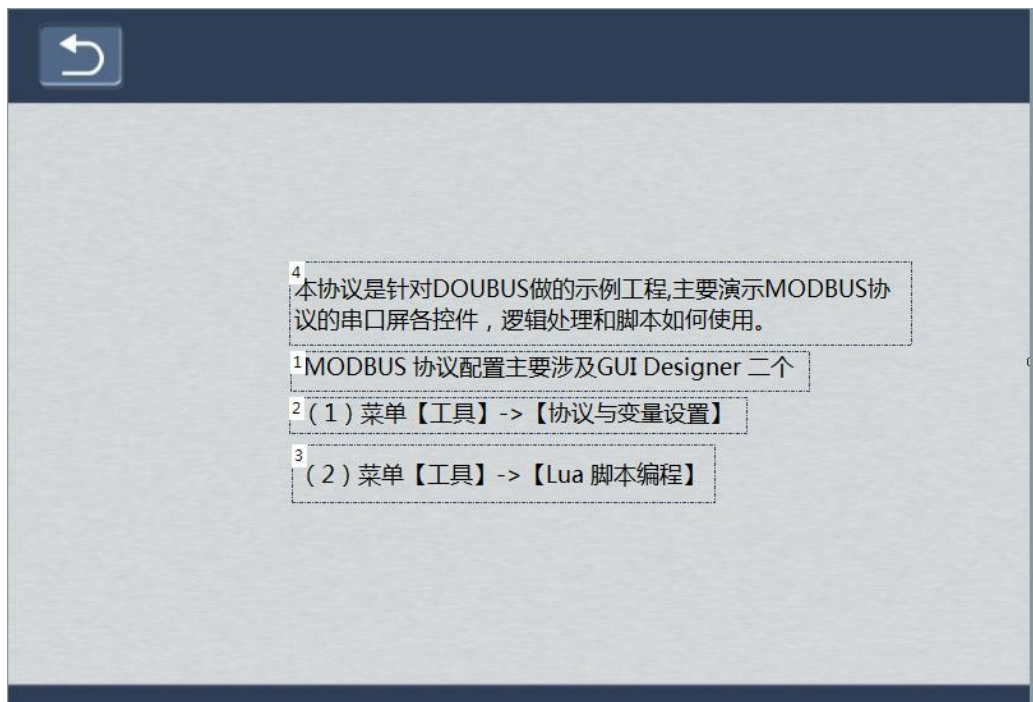 4
本协议是针对DOUBUS做的示例工程,主要演示MODBUS协
议的串口屏各控件，逻辑处理和脚本如何使用。
1
MODBUS 协议配置主要涉及GUI Designer 二个
2
（1）菜单【工具】->【协议与变量设置】
3
（2）菜单【工具】->【Lua 脚本编程】